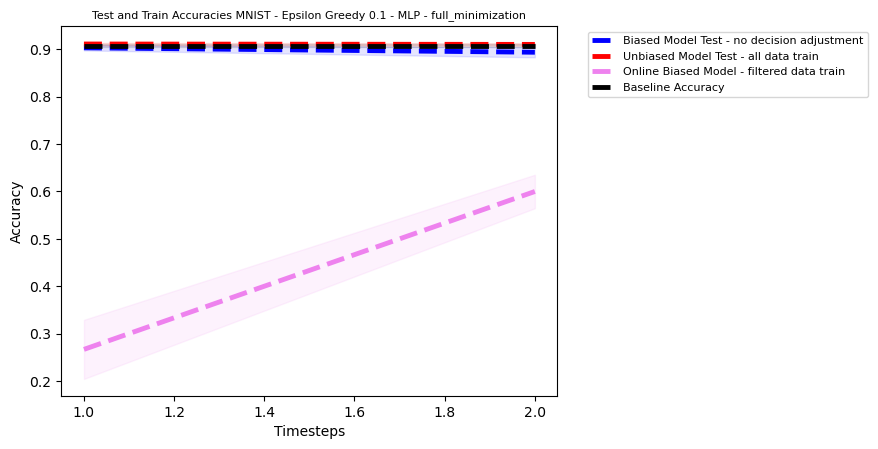 Test and Train Accuracies MNIST - Epsilon Greedy 0.1 - MLP - full_minimization
Biased Model Test - no decision adjustment
Unbiased Model Test - all data train
Online Biased Model - filtered data train
Baseline Accuracy
Accuracy
0.9
0.8
0.7
0.6
0.5
0.4
0.3
0.2
1.0 1.2 1.4 1.6 1.8 2.0
Timesteps